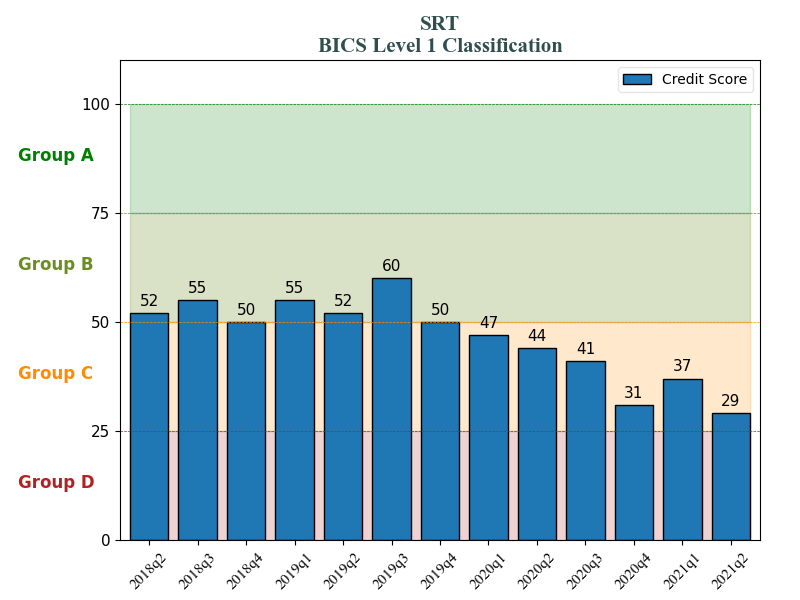 SRT
BICS Level 1 Classification
Credit Score
100
Group A
75
Group B
60
55
55
52
52
50
50
50
47
44
41
Group C
37
31
29
25
Group D
0
2018q2
2018q3
2018q4
2019q1
2019q2
2019q3
2019q4
2020q1
2020q2
2020q3
2020q4
2021q1
2021q2